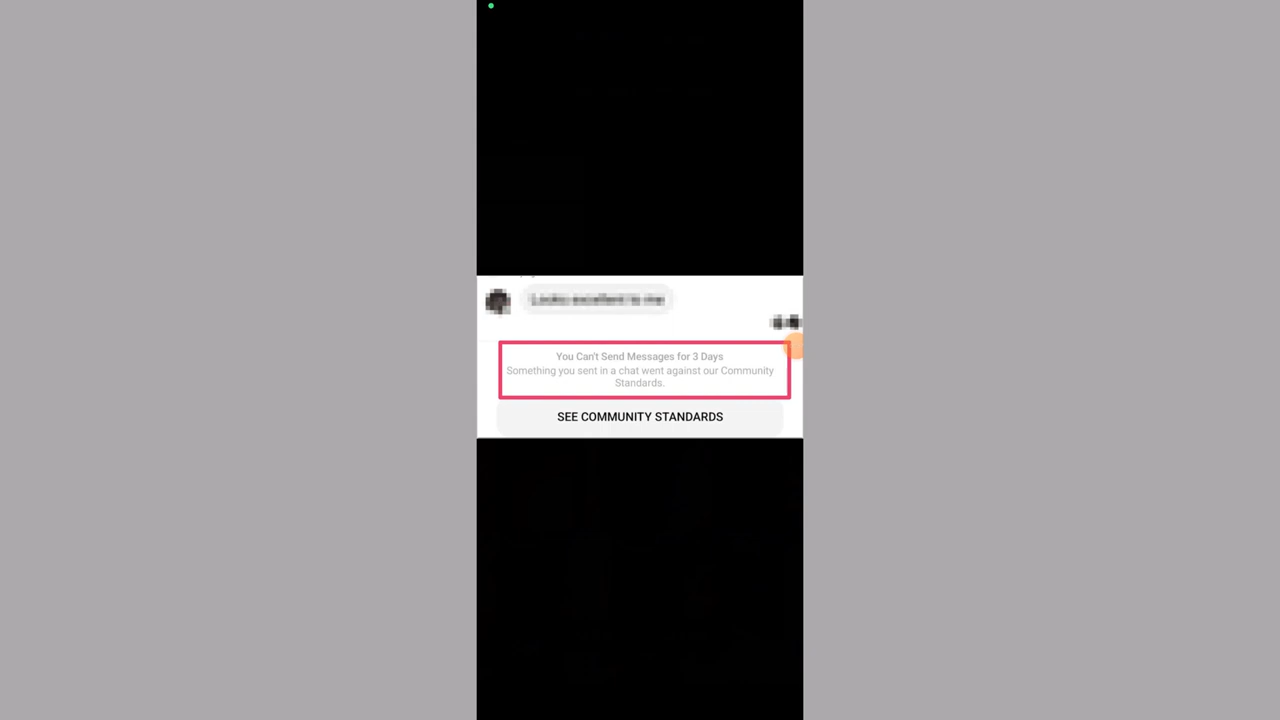 You Can't Send Messages for 3 Days
Something you sent in a chat went against our Community
Standards.
SEE COMMUNITY STANDARDS